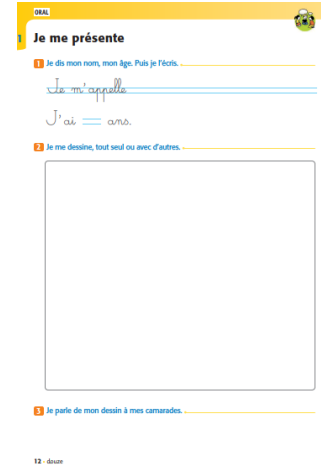 ORAL
1 Je me présente
1 Je dis mon nom, mon âge. Puis je l'écris.
Je m'appelle
J'ai ans.
2 Je me dessine, tout seul ou avec d'autres.
3 Je parle de mon dessin à mes camarades.
12 - douze